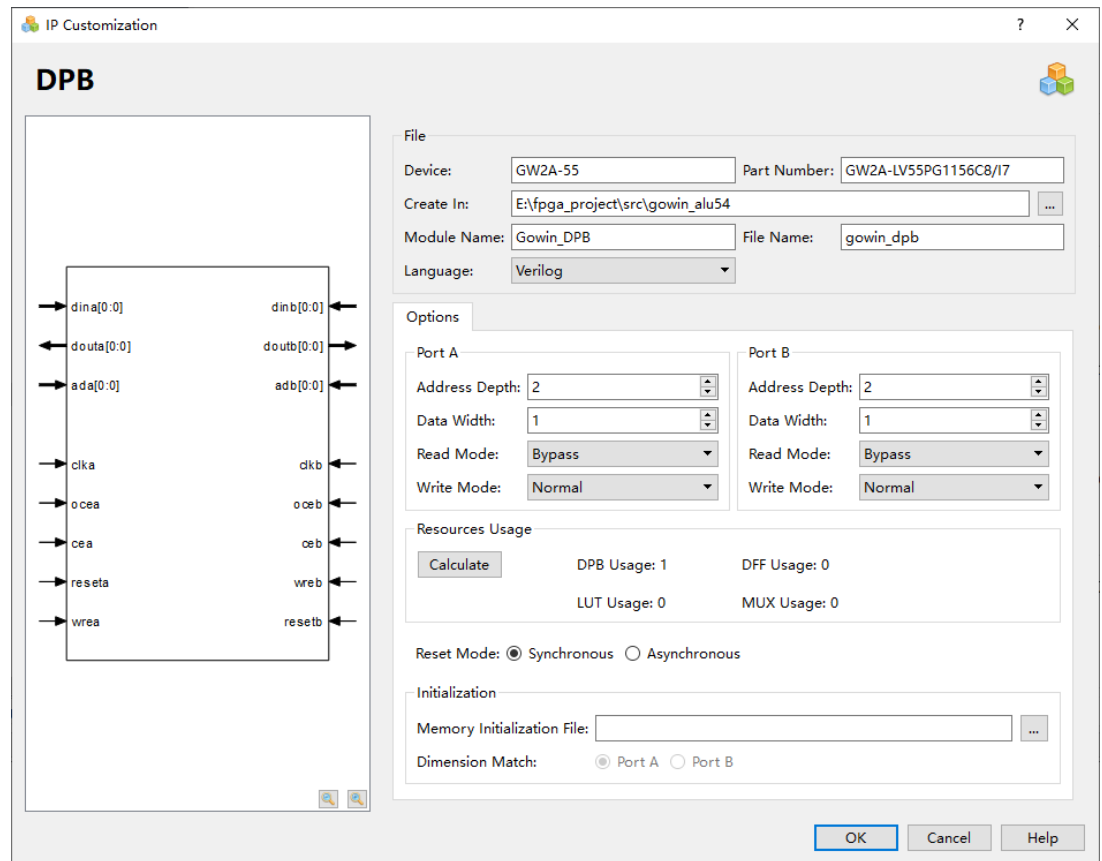 IP Customization
DPB
File
Device: GW2A-55 Part Number: GW2A-LV55PG1156C8/I7
Create In: E:\fpga_project\src\gowin_alu54 ...
Module Name: Gowin_DPB File Name: gowin_dpb
Language: Verilog
dina[0:0] dinb[0:0]
douta[0:0] doutb[0:0]
ada[0:0] adb[0:0]
clka clkb
ocea oceb
cea ceb
reseta wreb
wrea resetb
Options
Port A Port B
Address Depth: 2 Address Depth: 2
Data Width: 1 Data Width: 1
Read Mode: Bypass Read Mode: Bypass
Write Mode: Normal Write Mode: Normal
Resources Usage
Calculate DPB Usage: 1 DFF Usage: 0
LUT Usage: 0 MUX Usage: 0
Reset Mode: Synchronous Asynchronous
Initialization
Memory Initialization File: ...
Dimension Match: Port A Port B
OK Cancel Help